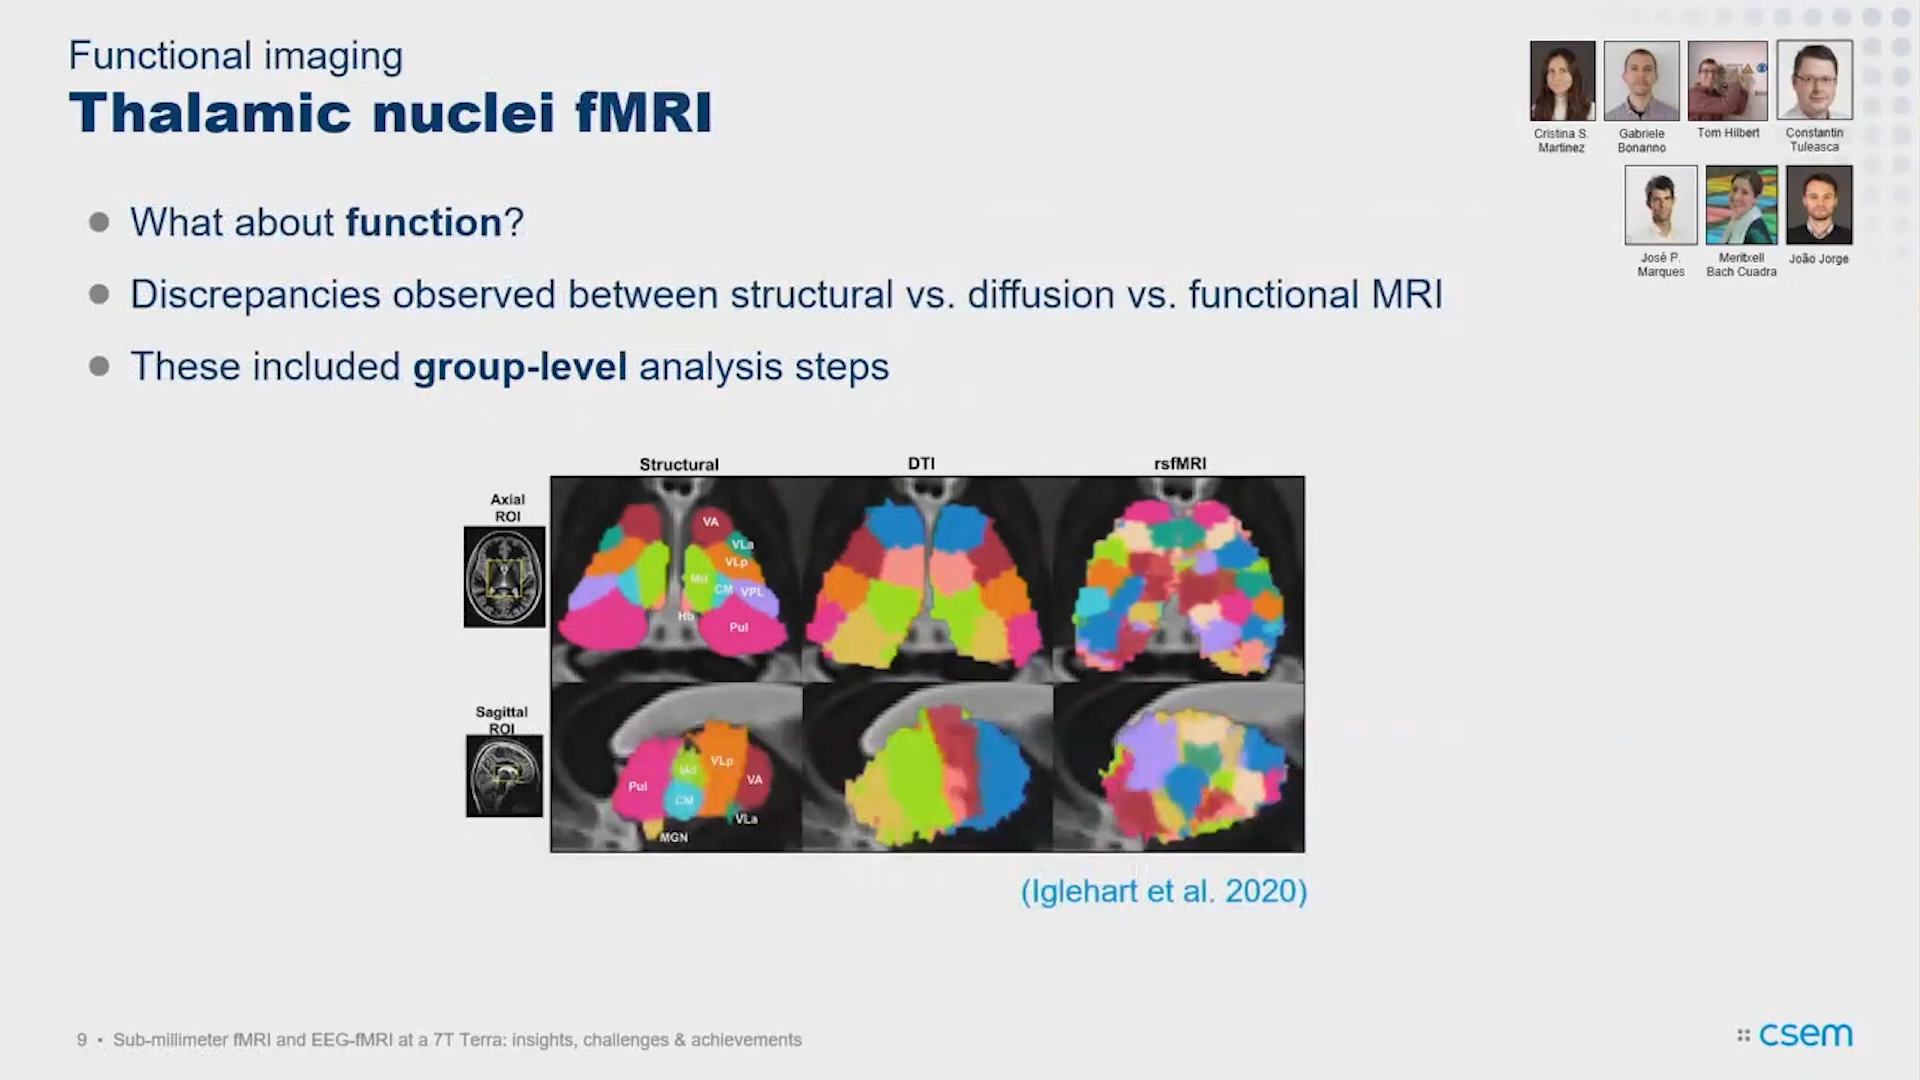 Functional imaging
Thalamic nuclei fMRI
Cristina S. Martinez
Gabriele Bonanno
Tom Hilbert
Constantin Tuleasca
José P. Marques
Meritxell Bach Cuadra
João Jorge
What about function?
Discrepancies observed between structural vs. diffusion vs. functional MRI
These included group-level analysis steps
Structural
DTI
rsfMRI
Axial
ROI
VA
VLa
VLp
Md
CM
VPL
Hb
Pul
Sagittal
ROI
VLp
Md
VA
Pul
CM
VLa
MGN
(Iglehart et al. 2020)
9 • Sub-millimeter fMRI and EEG-fMRI at a 7T Terra: insights, challenges & achievements
csem